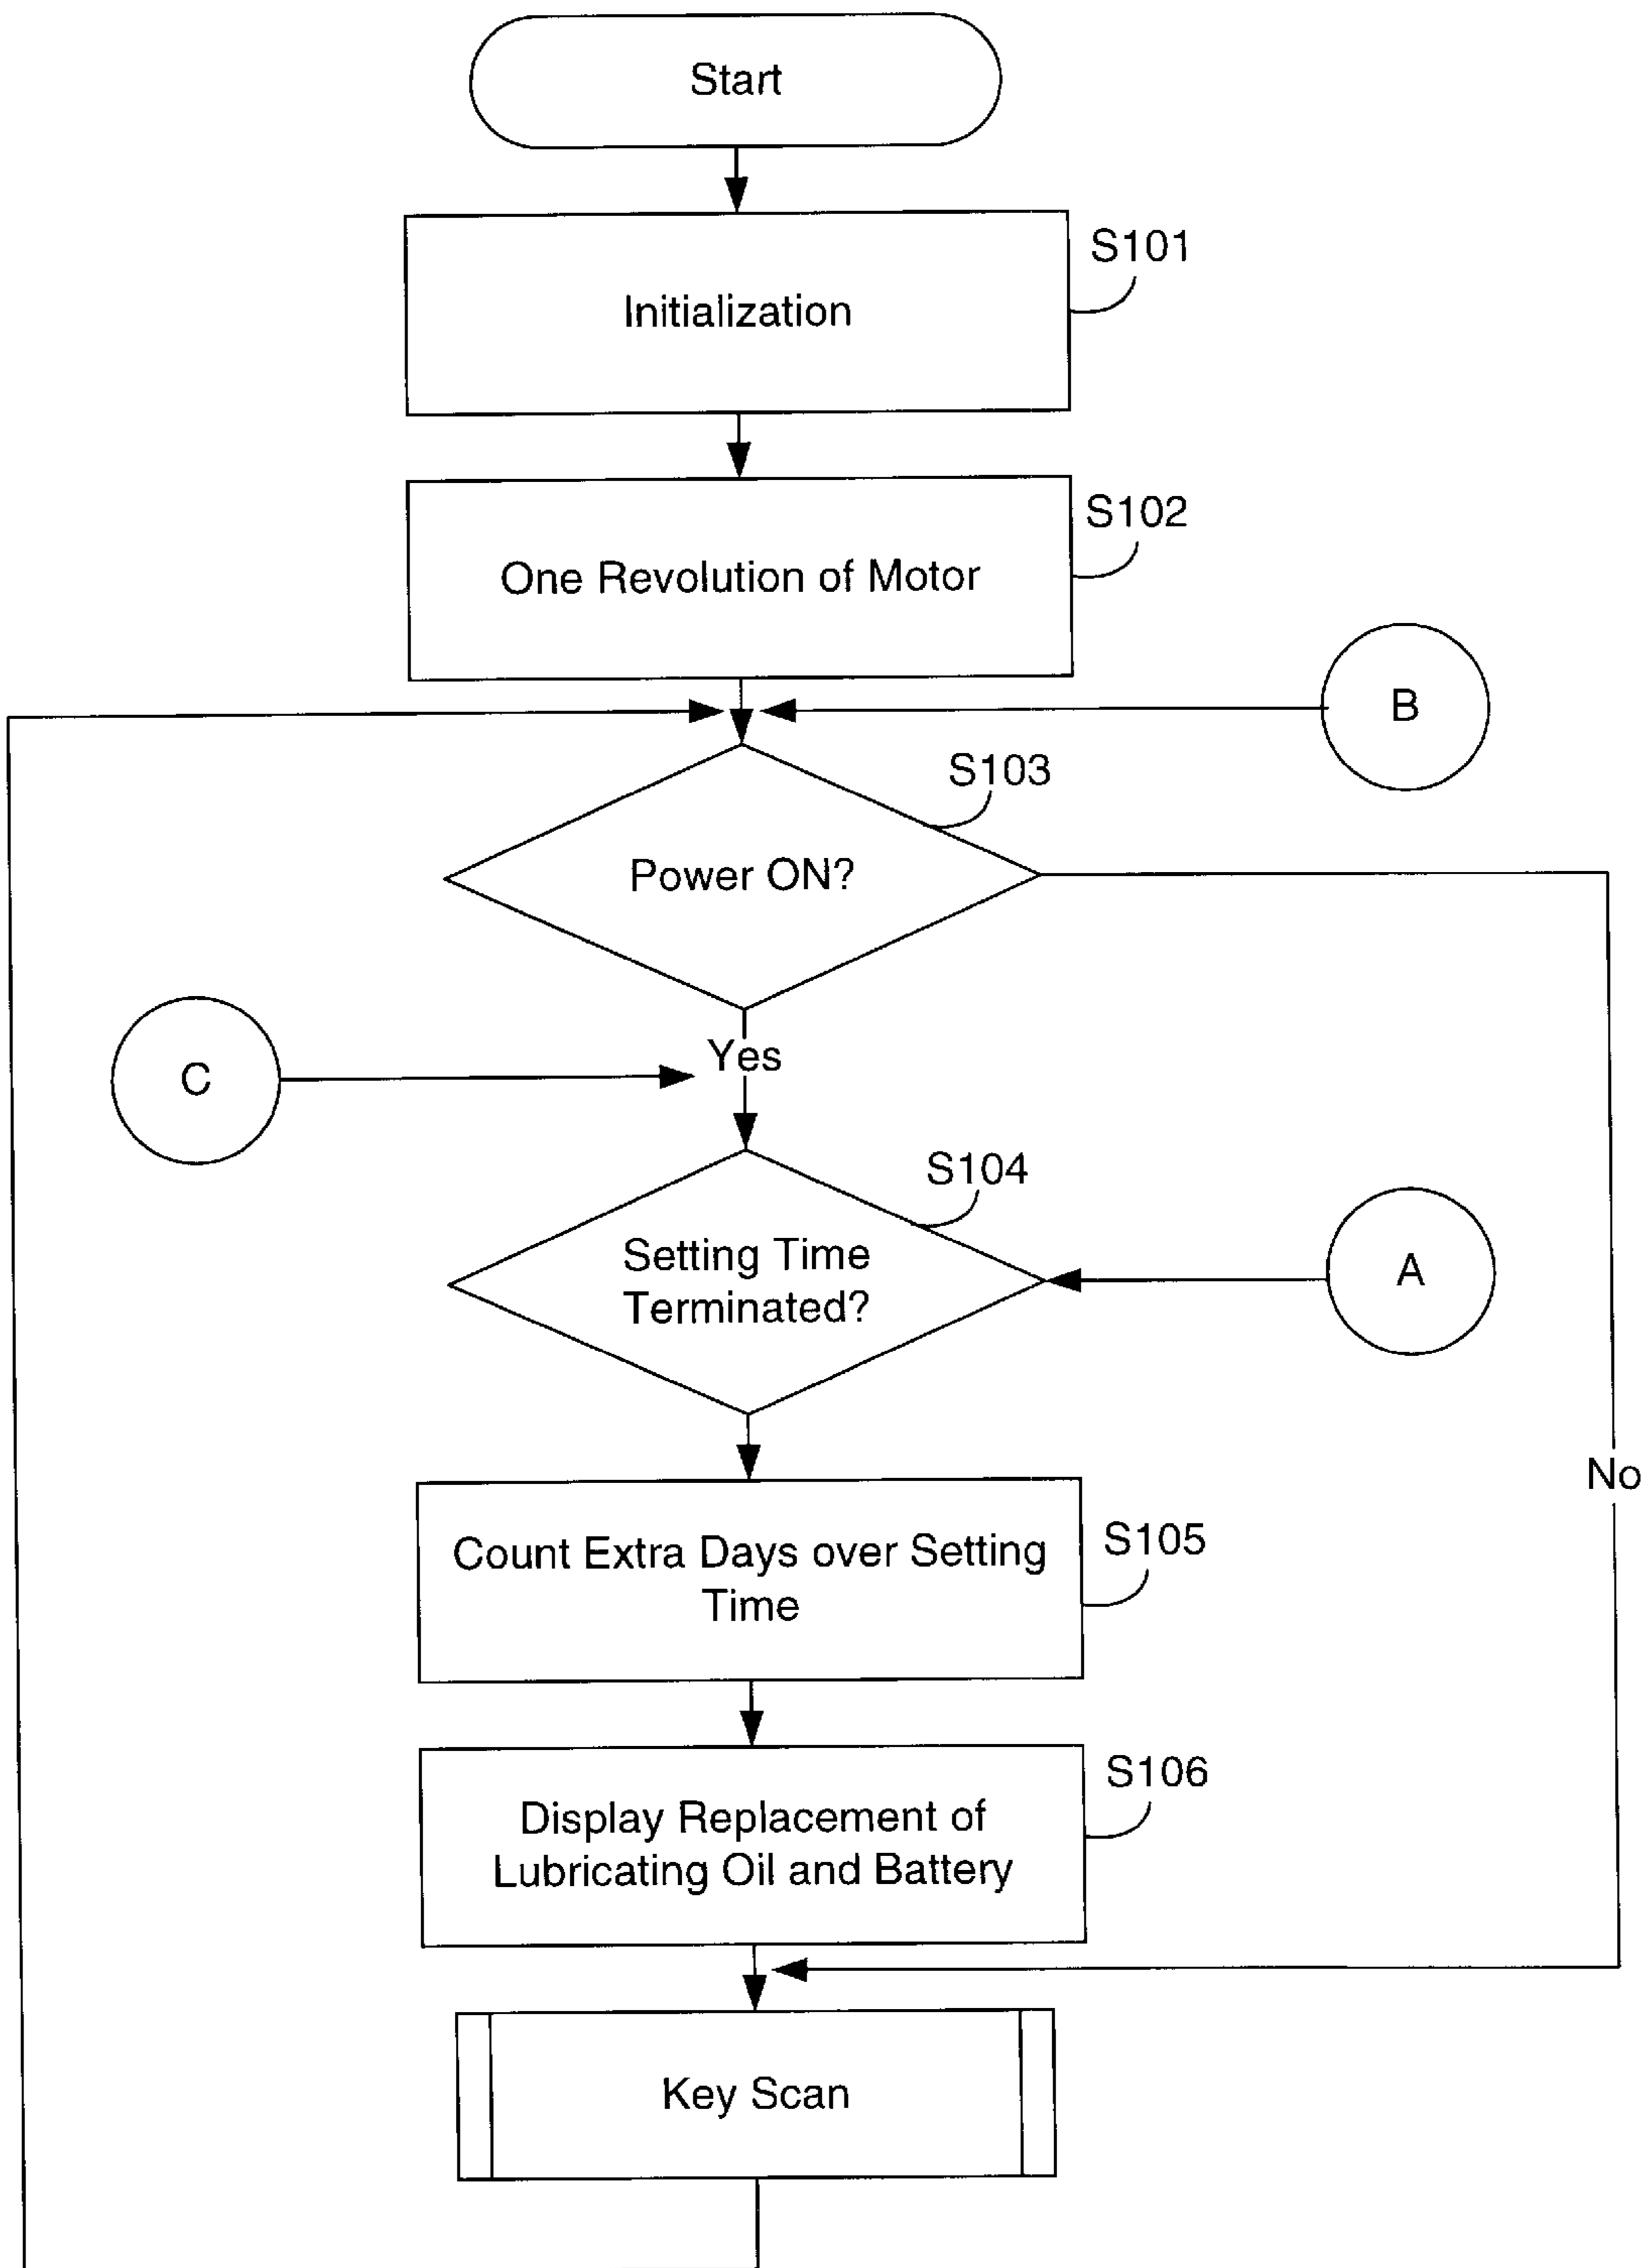 Start
S101
Initialization
S102
One Revolution of Motor
B
S103
Power ON?
Yes
C
S104
Setting Time
Terminated?
A
No
Count Extra Days over Setting
Time
S105
S106
Display Replacement of
Lubricating Oil and Battery
Key Scan